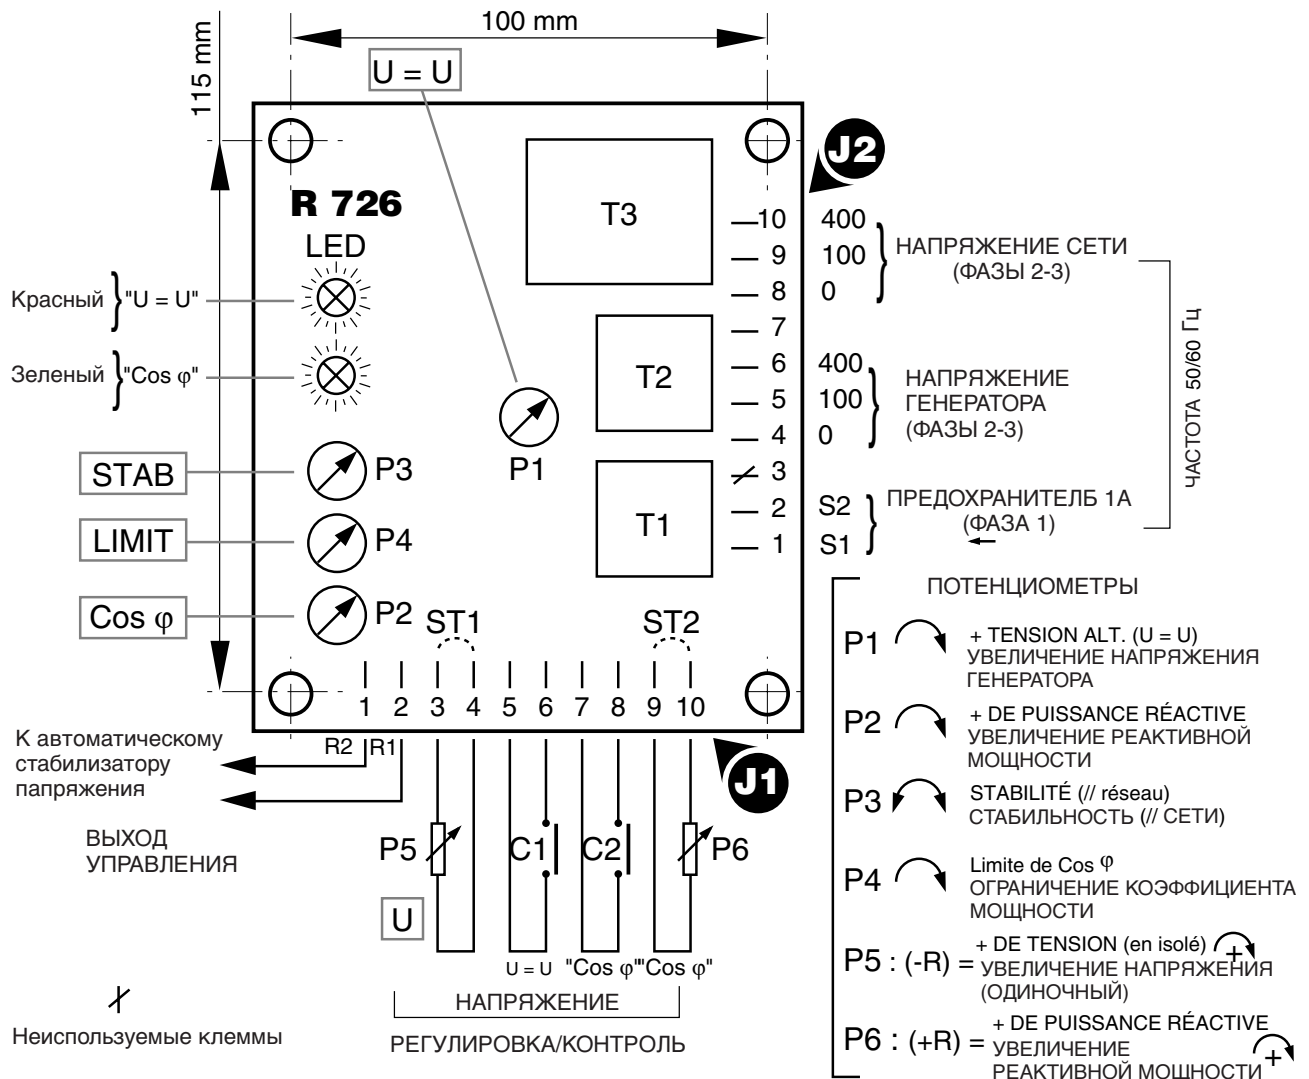 100 mm
115 mm
U = U
J2
R 726
LED
T3
10 400
9 100
8 0
НАПРЯЖЕНИЕ СЕТИ
(ФАЗЫ 2-3)
7
Красный } "U = U"
Зеленый } "Cos φ"
T2
6 400
5 100
4 0
НАПРЯЖЕНИЕ
ГЕНЕРАТОРА
(ФАЗЫ 2-3)
ЧАСТОТА 50/60 Гц
P1
STAB
P3
3
T1
2 S2
1 S1
ПРЕДОХРАНИТЕЛБ 1А
(ФАЗА 1)
LIMIT
P4
Cos φ
P2
ST1
ST2
1 2 3 4 5 6 7 8 9 10
R2 R1
J1
К автоматическому
стабилизатору
папряжения
ВЫХОД
УПРАВЛЕНИЯ
P5
C1
C2
P6
U
U = U
"Cos φ"
"Cos φ"
НАПРЯЖЕНИЕ
РЕГУЛИРОВКА/КОНТРОЛЬ
Неиспользуемые клеммы
ПОТЕНЦИОМЕТРЫ
P1 + TENSION ALT. (U = U)
УВЕЛИЧЕНИЕ НАПРЯЖЕНИЯ
ГЕНЕРАТОРА
P2 + DE PUISSANCE RÉACTIVE
УВЕЛИЧЕНИЕ РЕАКТИВНОЙ
МОЩНОСТИ
P3 STABILITÉ (// réseau)
СТАБИЛЬНОСТЬ (// СЕТИ)
P4 Limite de Cos φ
ОГРАНИЧЕНИЕ КОЭФФИЦИЕНТА
МОЩНОСТИ
P5 : (-R) = + DE TENSION (en isolé) +
УВЕЛИЧЕНИЕ НАПРЯЖЕНИЯ
(ОДИНОЧНЫЙ)
P6 : (+R) = + DE PUISSANCE RÉACTIVE
УВЕЛИЧЕНИЕ
РЕАКТИВНОЙ МОЩНОСТИ +